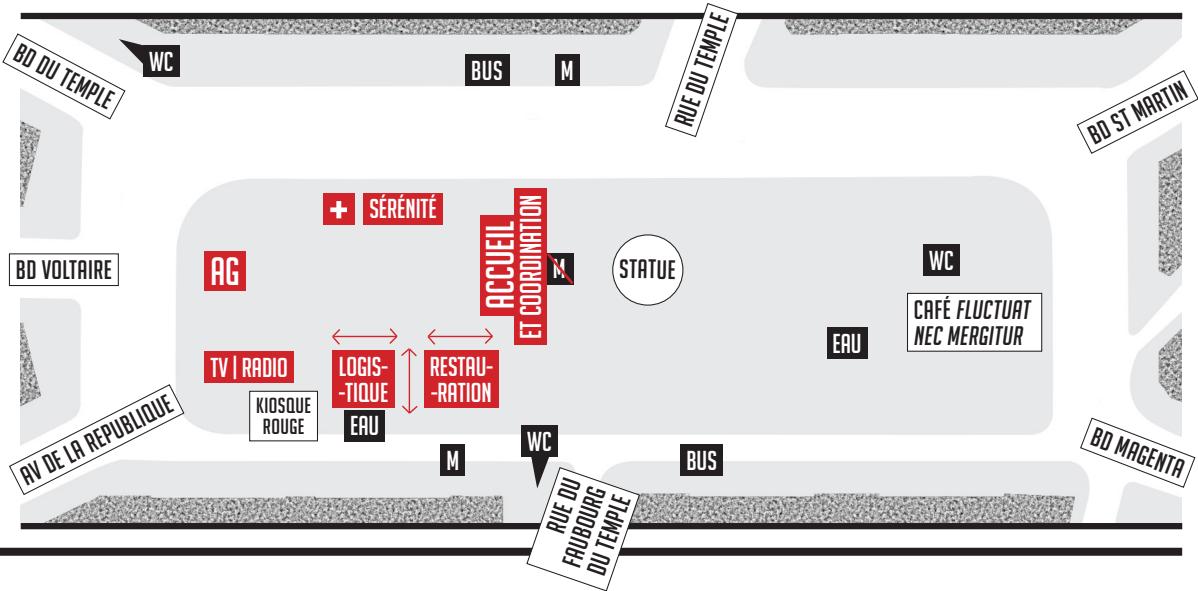 BD DU TEMPLE
WC
BUS
M
RUE DU TEMPLE
BD ST MARTIN
+ SÉRÉNITÉ
ACCUEIL
ET COORDINATION
M
STATUE
BD VOLTAIRE
AG
WC
CAFÉ FLUCTUAT
NEC MERGITUR
EAU
TV | RADIO
LOGIS-
-TIQUE
RESTAU-
-RATION
KIOSQUE
ROUGE
EAU
AV DE LA REPUBLIQUE
M
WC
BUS
BD MAGENTA
RUE DU
FAUBOURG
DU TEMPLE